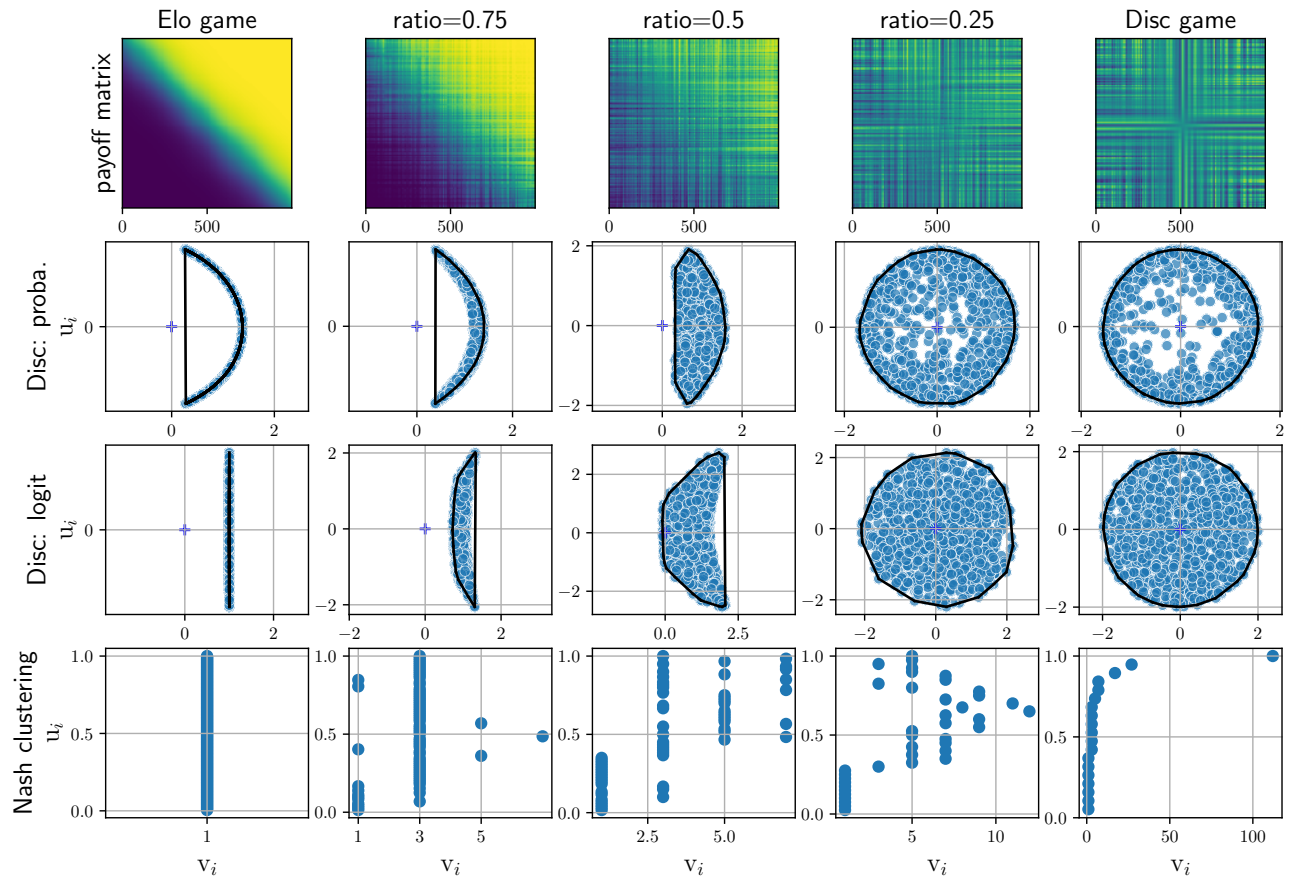 Elo game ratio=0.75 ratio=0.5 ratio=0.25 Disc game
payoff matrix
0 500 0 500 0 500 0 500 0 500
Disc: proba.
u_i
0 0 2 0 −2 0 0
0 2 0 2 0 2 −2 0 2 −2 0 2
Disc: logit
u_i
0 2 0 −2 2 0 −2 2 0 −2 2 0 −2
0 2 −2 0 2 0.0 2.5 −2 0 2 −2 0 2
Nash clustering
u_i
1.0 0.5 0.0 1.0 0.5 0.0 1.0 0.5 0.0 1.0 0.5 0.0 1.0 0.5 0.0
1 1 3 5 2.5 5.0 5 10 0 50 100
v_i v_i v_i v_i v_i